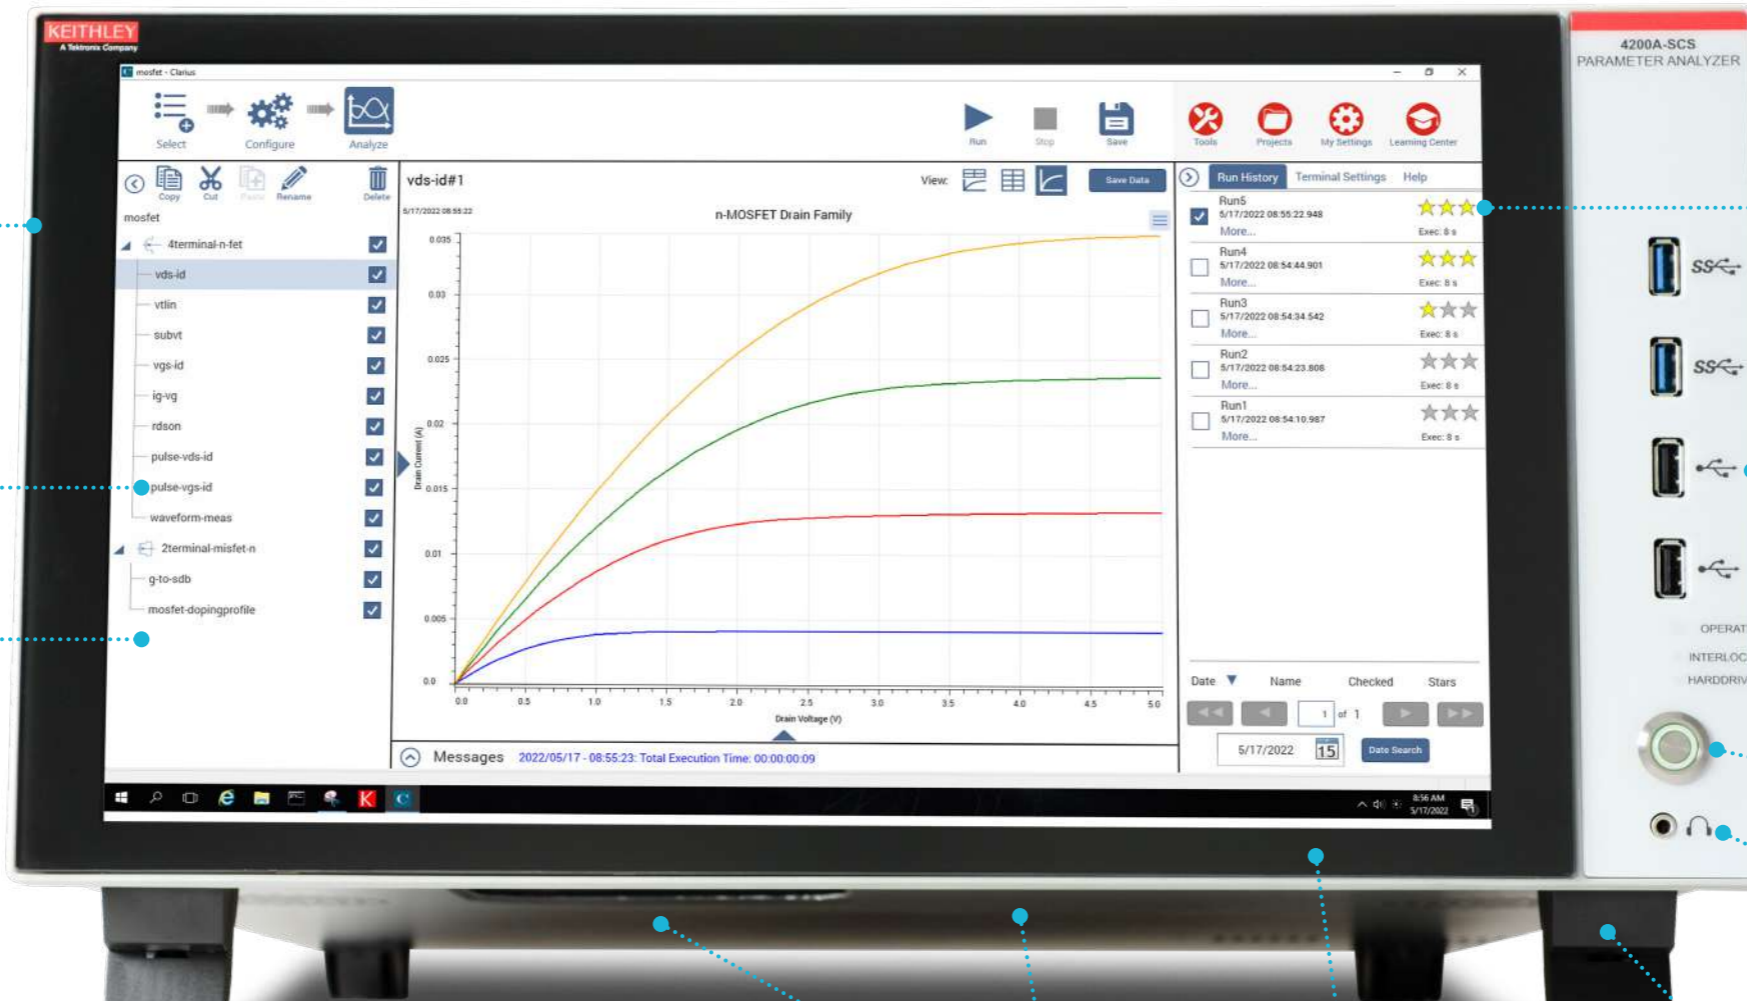 KEITHLEY
A Tektronix Company
4200A-SCS
PARAMETER ANALYZER
mosfet - Clarius
Select
Configure
Analyze
Run
Stop
Save
Tools
Projects
My Settings
Learning Center
Copy
Cut
Paste
Rename
Delete
mosfet
4terminal-n-fet
vds-id
vtlin
subvt
vgs-id
ig-vg
rdson
pulse-vds-id
pulse-vgs-id
waveform-meas
2terminal-misfet-n
g-to-sdb
mosfet-dopingprofile
vds-id#1
View:
Save Data
5/17/2022 08:55:22
n-MOSFET Drain Family
Drain Current (A)
0.035
0.03
0.025
0.02
0.015
0.01
0.005
0.0
0.0 0.5 1.0 1.5 2.0 2.5 3.0 3.5 4.0 4.5 5.0
Drain Voltage (V)
Messages 2022/05/17 - 08:55:23: Total Execution Time: 00:00:00:09
Run History Terminal Settings Help
Run5
5/17/2022 08:55:22.948
More... Exec: 8 s
Run4
5/17/2022 08:54:44.901
More... Exec: 8 s
Run3
5/17/2022 08:54:34.542
More... Exec: 8 s
Run2
5/17/2022 08:54:23.808
More... Exec: 8 s
Run1
5/17/2022 08:54:10.987
More... Exec: 8 s
Date Name Checked Stars
1 of 1
5/17/2022 15 Date Search
K
C
8:56 AM
5/17/2022
SS
SS
OPERAT
INTERLOC
HARDDRIV